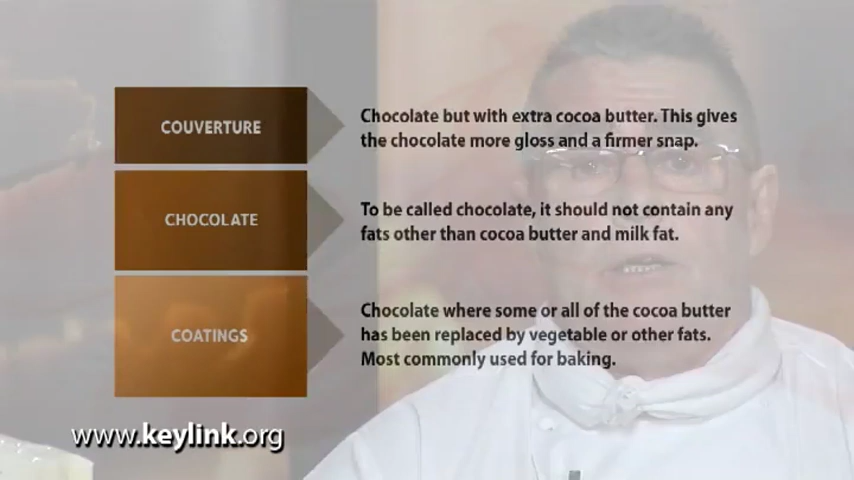 COUVERTURE
Chocolate but with extra cocoa butter. This gives
the chocolate more gloss and a firmer snap.
CHOCOLATE
To be called chocolate, it should not contain any
fats other than cocoa butter and milk fat.
COATINGS
Chocolate where some or all of the cocoa butter
has been replaced by vegetable or other fats.
Most commonly used for baking.
www.keylink.org